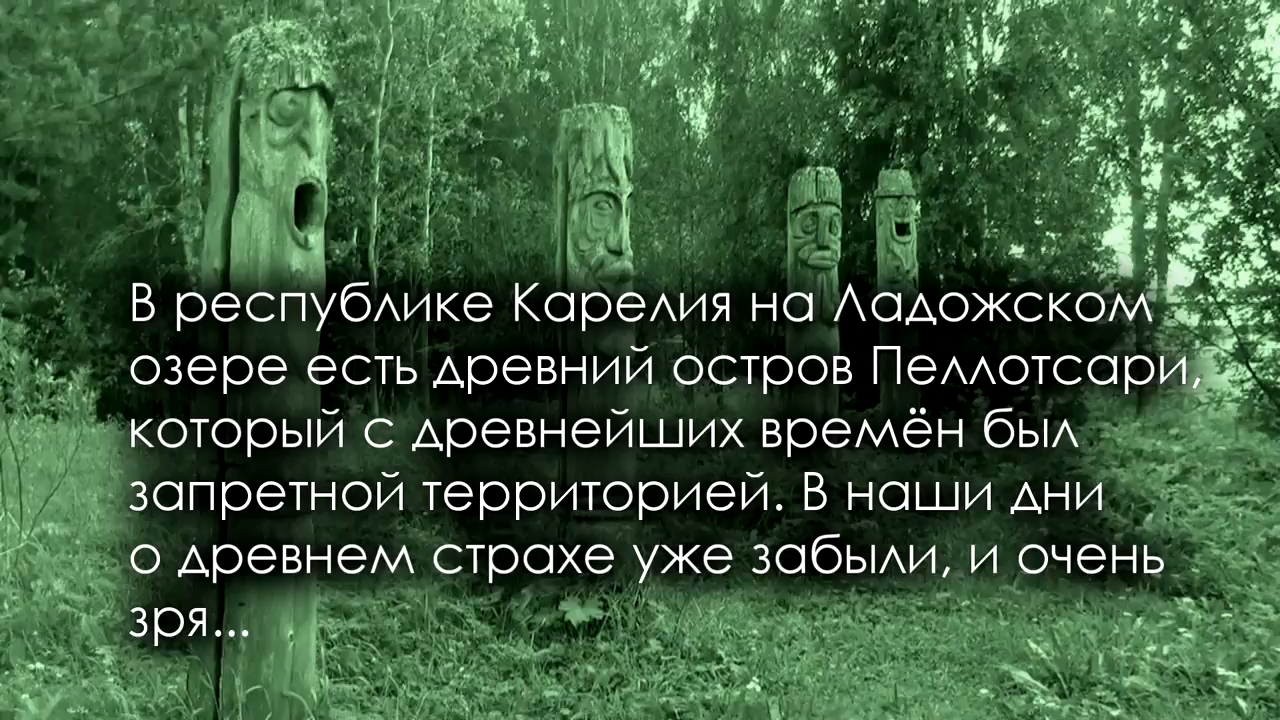 В республике Карелия на Ладожском
озере есть древний остров Пеллотсари,
который с древнейших времён был
запретной территорией. В наши дни
о древнем страхе уже забыли, и очень
зря...